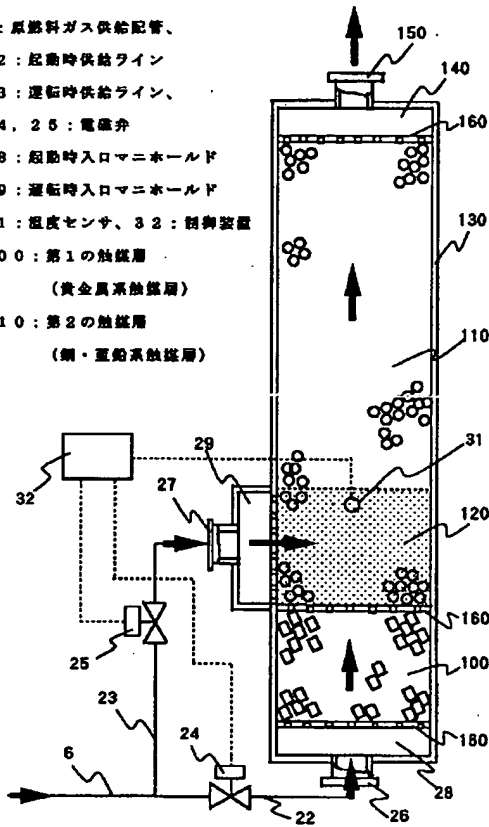 ：原燃料ガス供給配管、
2：起動時供給ライン
3：運転時供給ライン、
4，25：電磁弁
8：起動時入口マニホールド
9：運転時入口マニホールド
1：温度センサ、32：制御装置
00：第1の触媒層
（貴金属系触媒層）
10：第2の触媒層
（銅・亜鉛系触媒層）
150
140
160
130
110
29
31
32
27
120
25
160
23
100
24
180
6
28
22
26